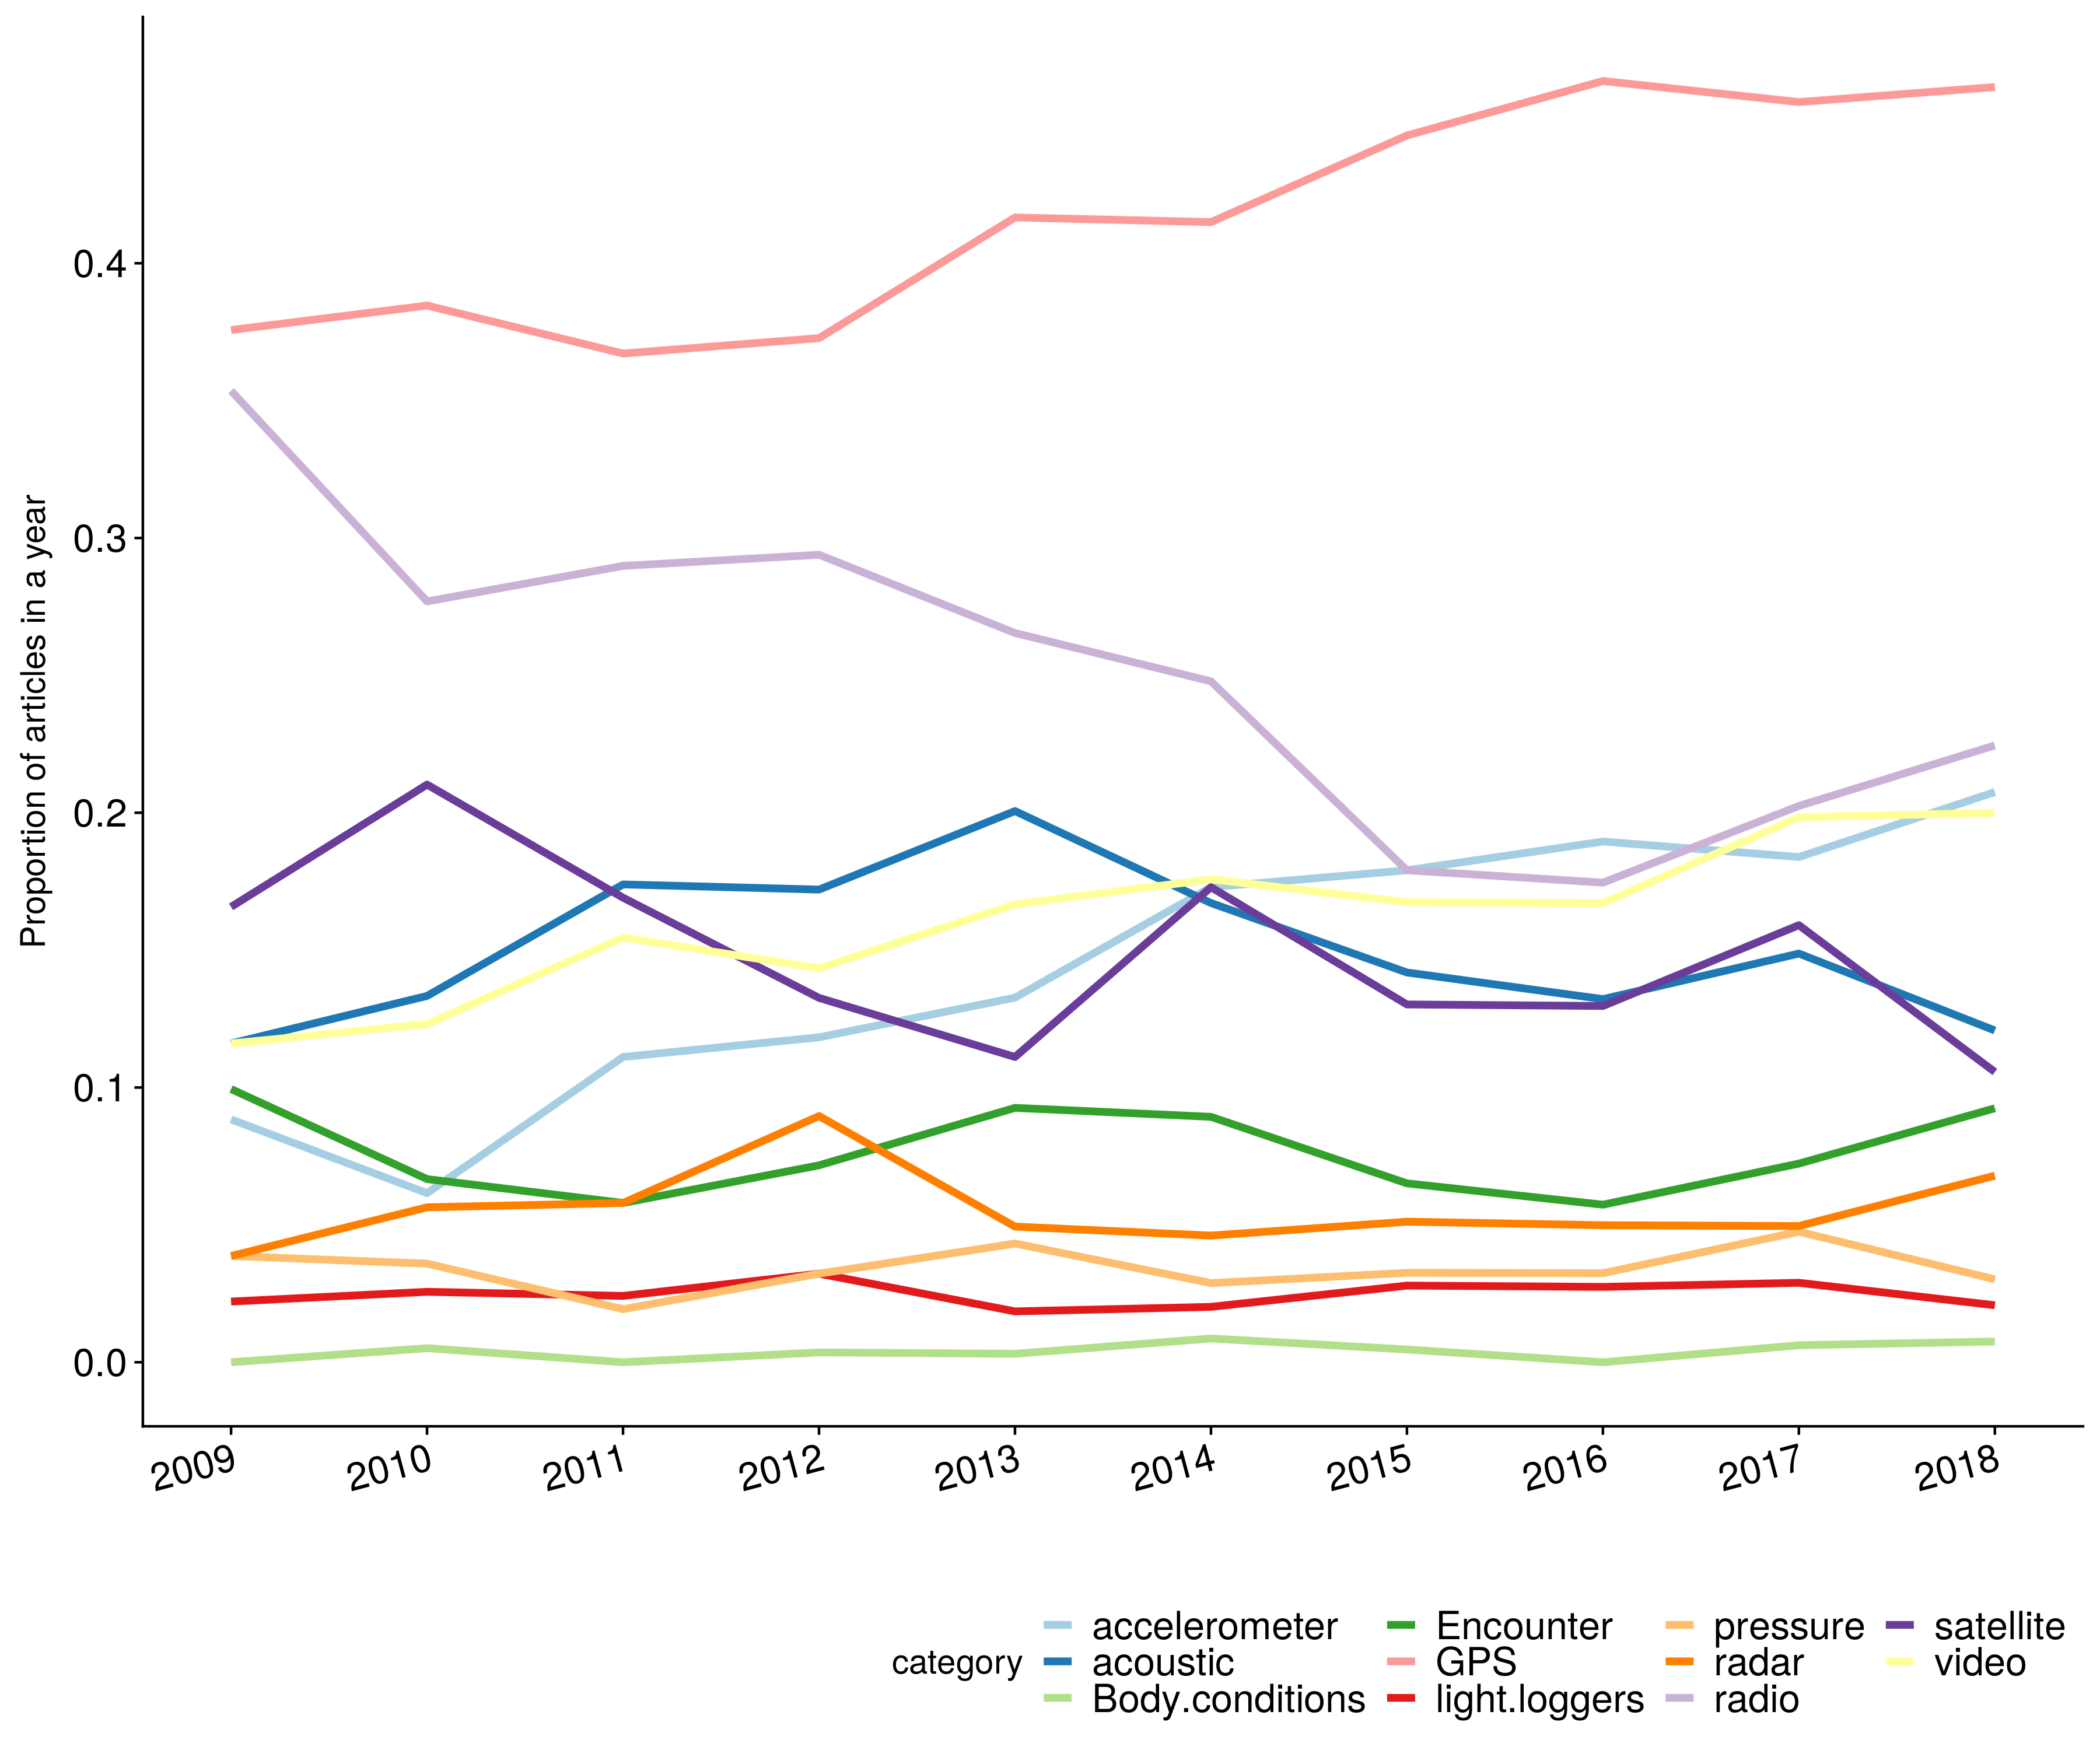 Proportion of articles in a year
0.4
0.3
0.2
0.1
0.0
2009 2010 2011 2012 2013 2014 2015 2016 2017 2018
category
accelerometer Encounter pressure satellite
acoustic GPS radar video
Body.conditions light.loggers radio